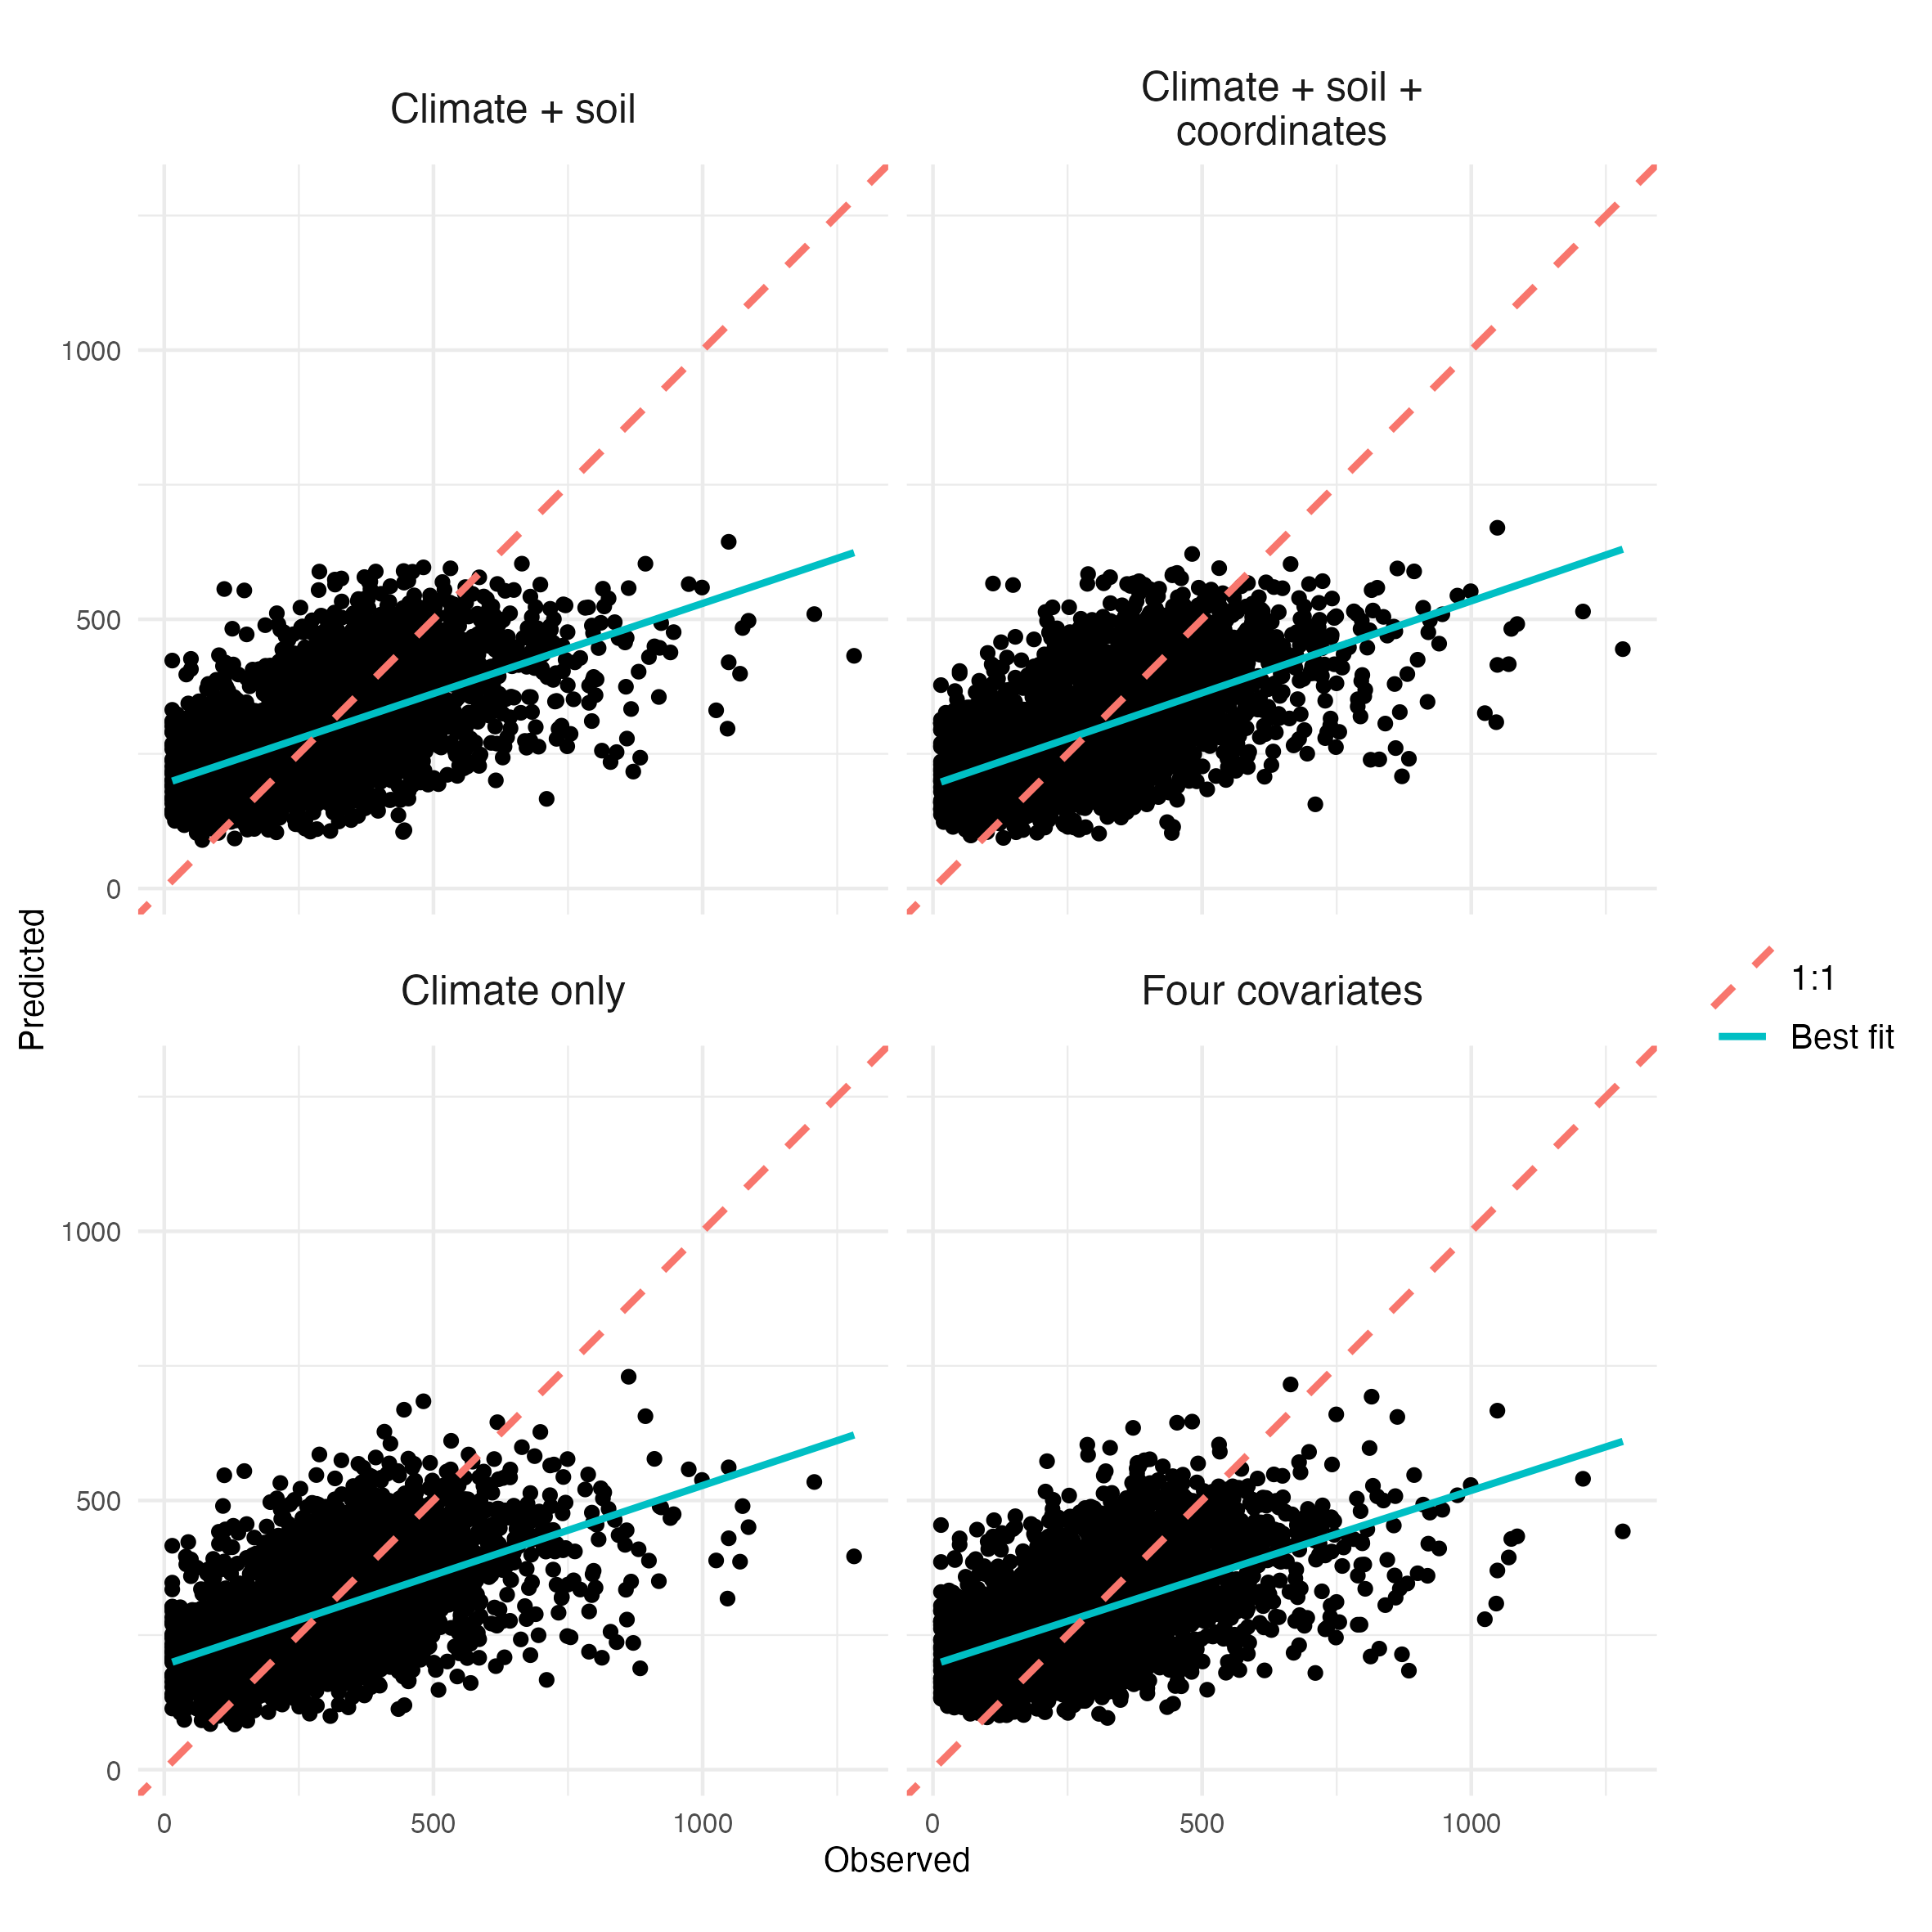 Climate + soil
Climate + soil +
coordinates
1000
500
0
Predicted
Climate only
Four covariates
1:1
Best fit
1000
500
0
0
500
1000
0
500
1000
Observed